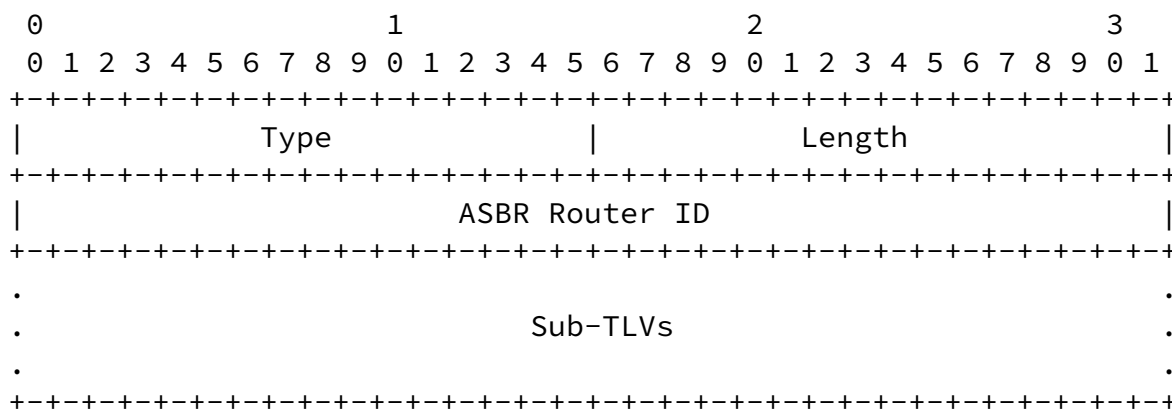 0                   1                   2                   3
0 1 2 3 4 5 6 7 8 9 0 1 2 3 4 5 6 7 8 9 0 1 2 3 4 5 6 7 8 9 0 1
+-+-+-+-+-+-+-+-+-+-+-+-+-+-+-+-+-+-+-+-+-+-+-+-+-+-+-+-+-+-+-+-+
|             Type              |           Length              |
+-+-+-+-+-+-+-+-+-+-+-+-+-+-+-+-+-+-+-+-+-+-+-+-+-+-+-+-+-+-+-+-+
|                        ASBR Router ID                         |
+-+-+-+-+-+-+-+-+-+-+-+-+-+-+-+-+-+-+-+-+-+-+-+-+-+-+-+-+-+-+-+-+
.                                                               .
.                            Sub-TLVs                           .
.                                                               .
+-+-+-+-+-+-+-+-+-+-+-+-+-+-+-+-+-+-+-+-+-+-+-+-+-+-+-+-+-+-+-+-+